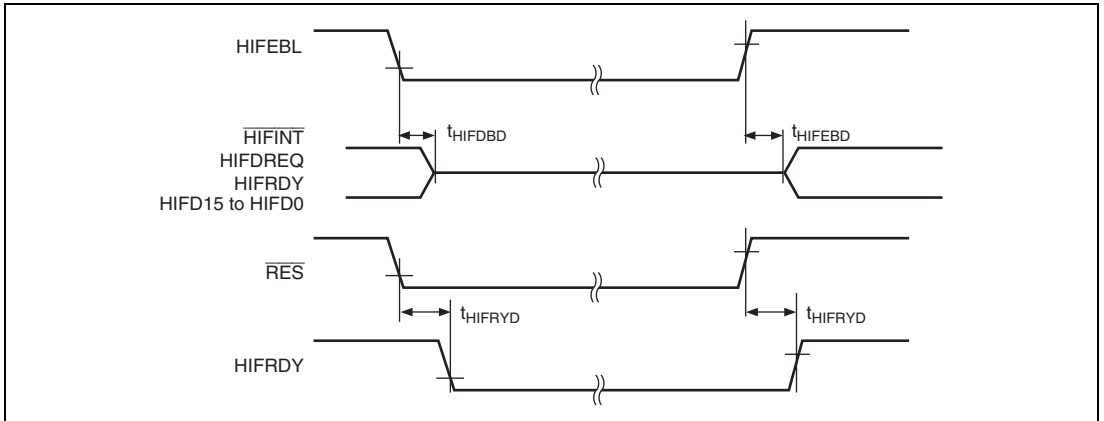 HIFEBL
tHIFDBD
tHIFEBD
HIFINT
HIFDREQ
HIFRDY
HIFD15 to HIFD0
RES
tHIFRYD
tHIFRYD
HIFRDY